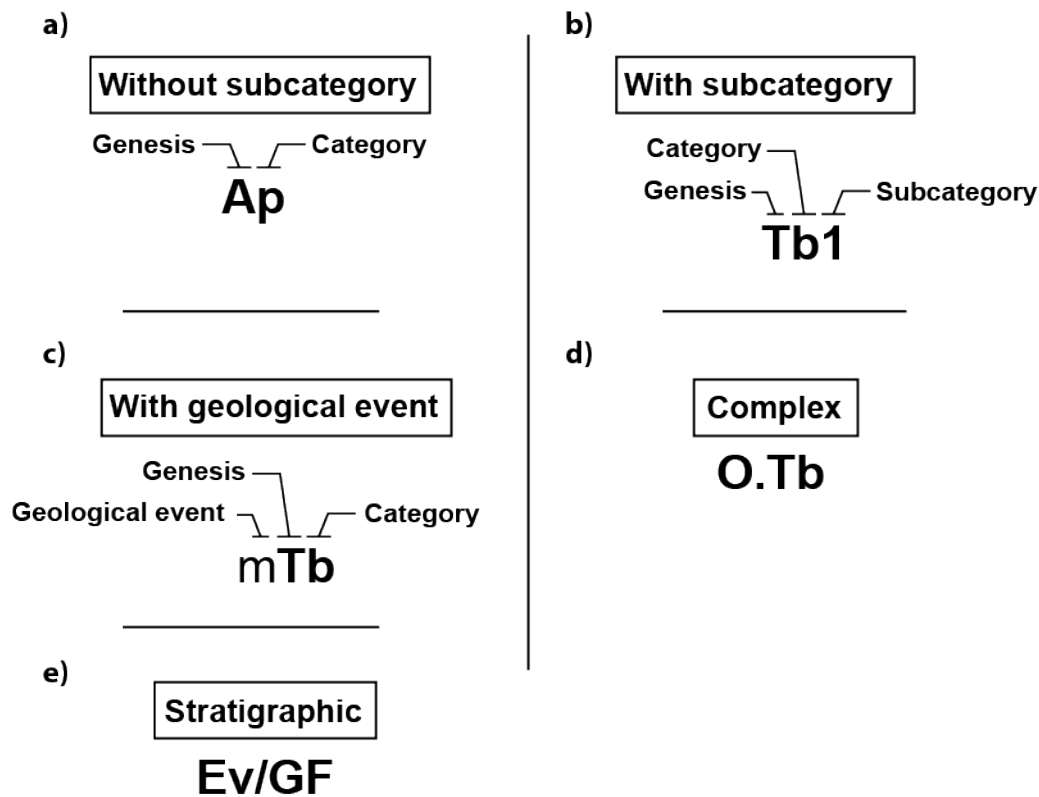 a)
Without subcategory
Genesis
Category
Ap
b)
With subcategory
Category
Genesis
Subcategory
Tb1
c)
With geological event
Genesis
Geological event
Category
mTb
d)
Complex
O.Tb
e)
Stratigraphic
Ev/GF